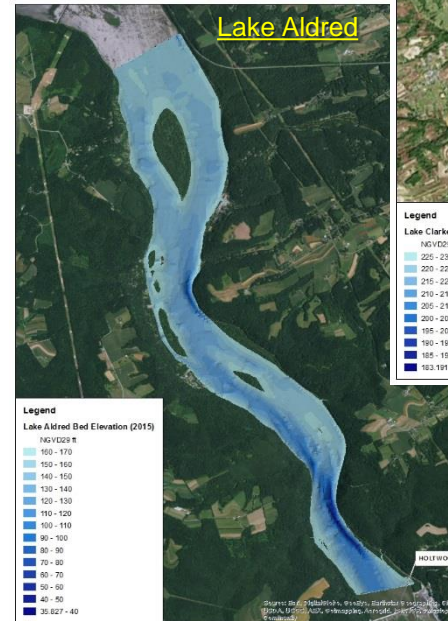 Lake Aldred
Legend
Lake Aldred Bed Elevation (2015)
NGVD29 ft
160 - 170
150 - 160
140 - 150
130 - 140
120 - 130
110 - 120
100 - 110
90 - 100
80 - 90
70 - 80
60 - 70
50 - 60
40 - 50
35.827 - 40
HOLTWO
Legend
Lake Clarke
NGVD29
225 - 23
220 - 22
215 - 22
210 - 21
205 - 21
200 - 20
195 - 20
190 - 19
185 - 19
183.191